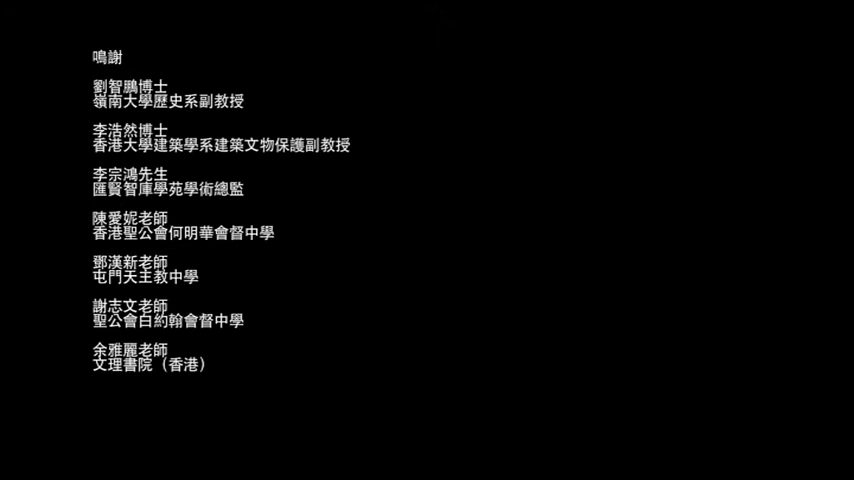 鳴謝
劉智鵬博士
嶺南大學歷史系副教授
李浩然博士
香港大學建築學系建築文物保護副教授
李宗鴻先生
匯賢智庫學苑學術總監
陳愛妮老師
香港聖公會何明華會督中學
鄧漢新老師
屯門天主教中學
謝志文老師
聖公會白約翰會督中學
余雅麗老師
文理書院（香港）